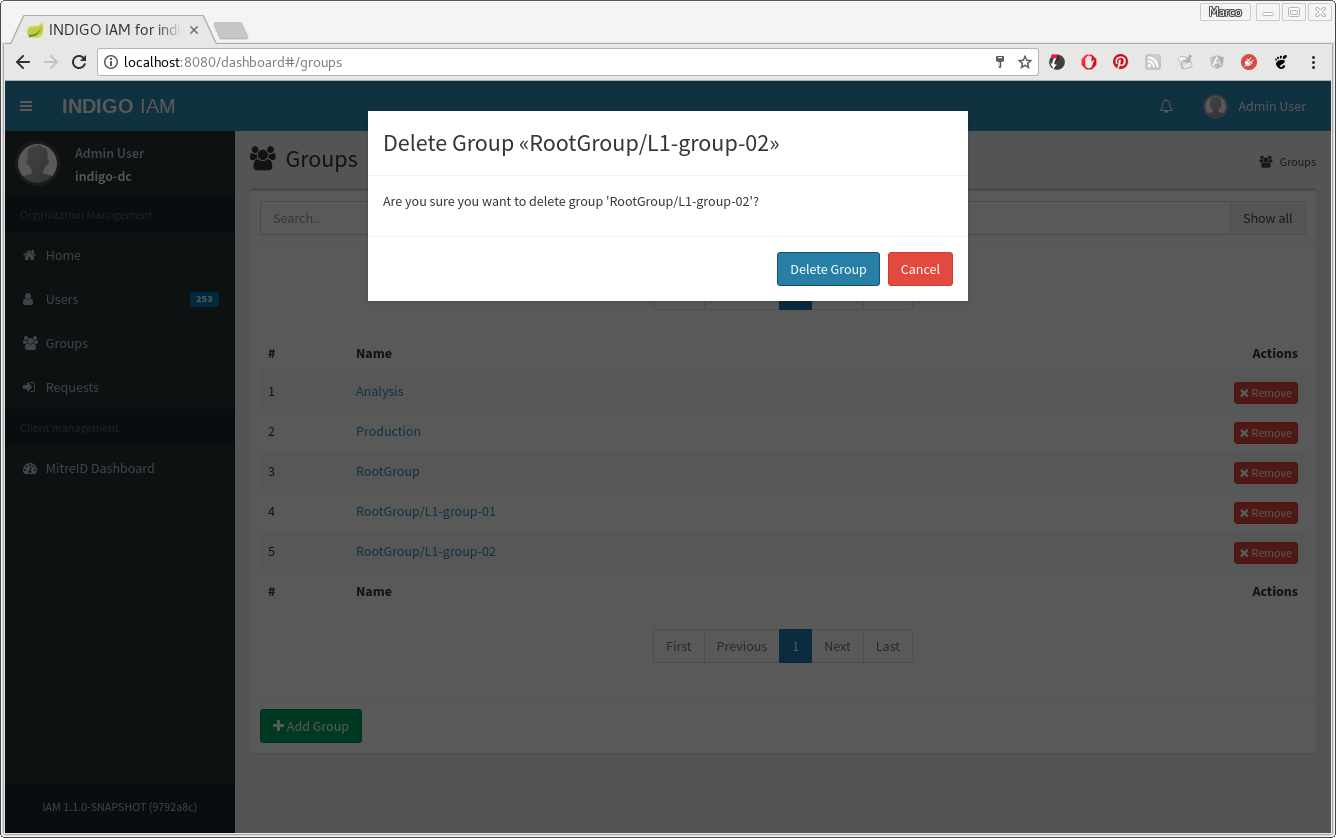 Marco
INDIGO IAM for indi
localhost:8080/dashboard#/groups
INDIGO IAM
Admin User
Admin User
indigo-dc
Organization Management
Home
Users 253
Groups
Requests
Client management
MitreID Dashboard
IAM 1.1.0-SNAPSHOT (9792a8c)
Delete Group «RootGroup/L1-group-02»
Are you sure you want to delete group 'RootGroup/L1-group-02'?
Delete Group Cancel
Groups
Groups
Search.. Show all
# Name Actions
1 Analysis Remove
2 Production Remove
3 RootGroup Remove
4 RootGroup/L1-group-01 Remove
5 RootGroup/L1-group-02 Remove
# Name Actions
First Previous 1 Next Last
Add Group